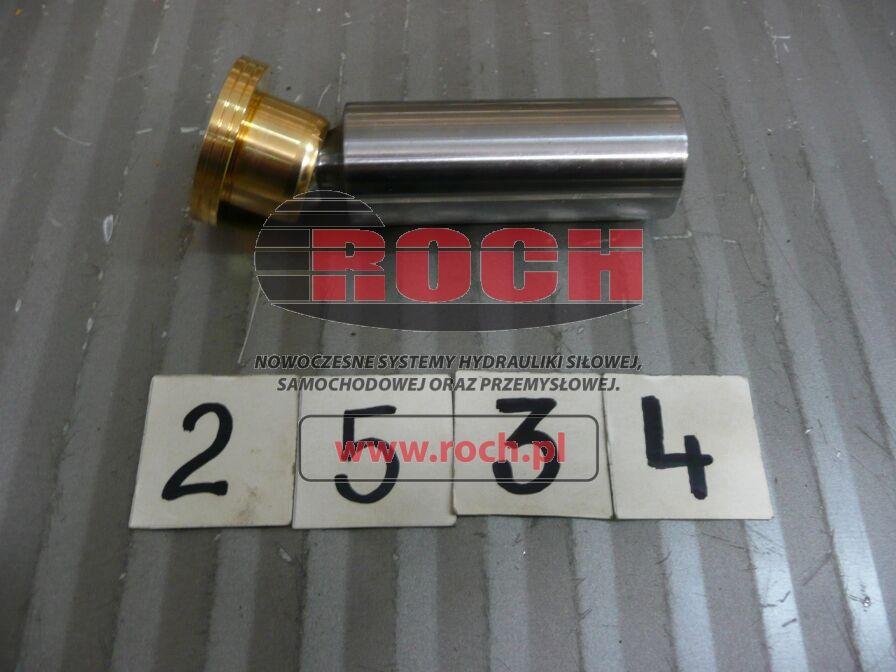 ROCH
NOWOCZESNE SYSTEMY HYDRAULIKI SIŁOWEJ,
SAMOCHODOWEJ ORAZ PRZEMYSŁOWEJ.
www.roch.pl
2 5 3 4